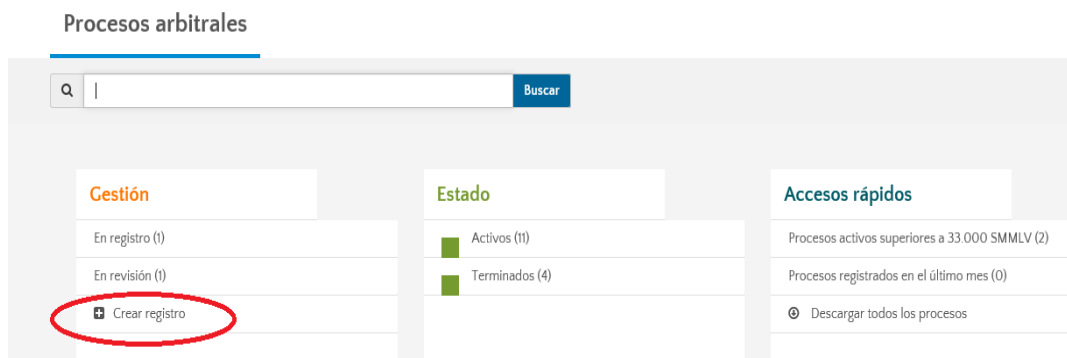 Procesos arbitrales
Buscar
Gestión
En registro (1)
En revisión (1)
Crear registro
Estado
Activos (11)
Terminados (4)
Accesos rápidos
Procesos activos superiores a 33.000 SMMLV (2)
Procesos registrados en el último mes (0)
Descargar todos los procesos